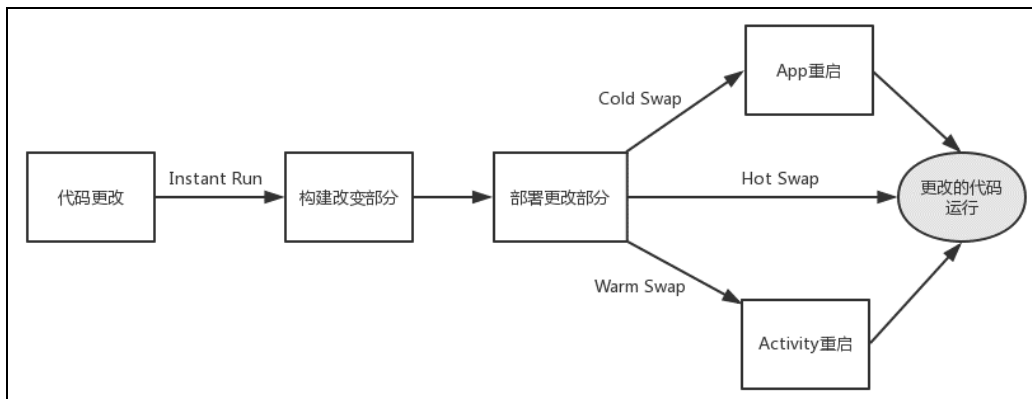 App重启
Cold Swap
代码更改
Instant Run
构建改变部分
部署更改部分
Hot Swap
更改的代码
运行
Warm Swap
Activity重启